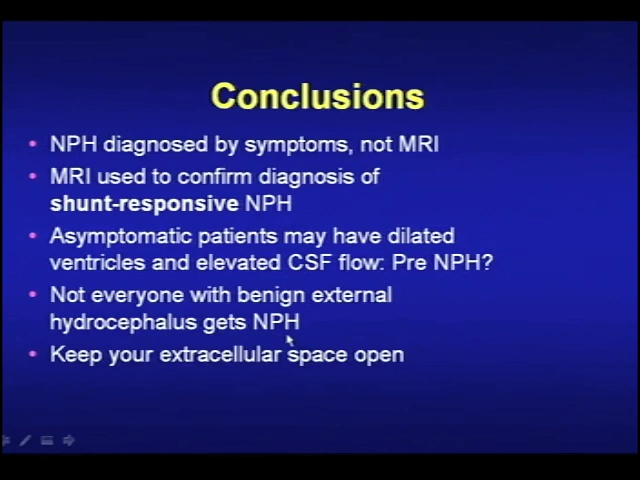 Conclusions
• NPH diagnosed by symptoms, not MRI
• MRI used to confirm diagnosis of
shunt-responsive NPH
• Asymptomatic patients may have dilated
ventricles and elevated CSF flow: Pre NPH?
• Not everyone with benign external
hydrocephalus gets NPH
• Keep your extracellular space open